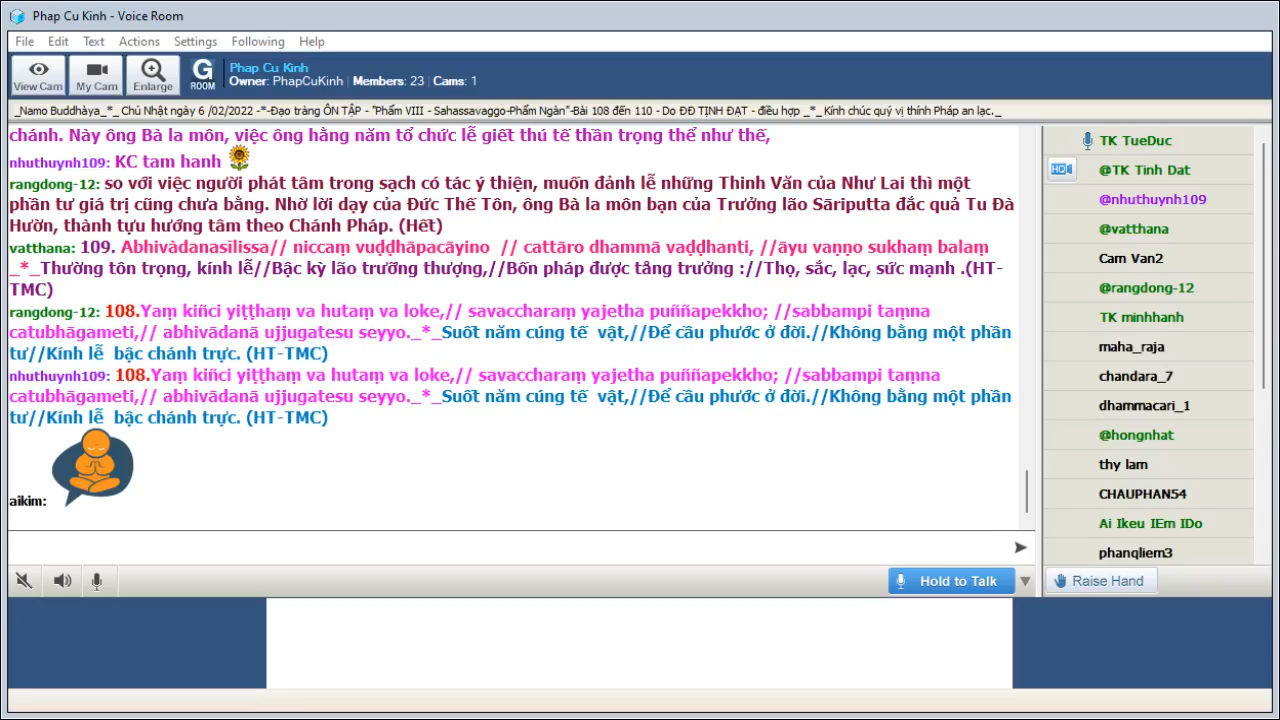 Phap Cu Kinh - Voice Room
File Edit Text Actions Settings Following Help
View Cam My Cam Enlarge G ROOM
Phap Cu Kinh
Owner: PhapCuKinh Members: 23 Cams: 1
_Namo Buddhàya_*_ Chủ Nhật ngày 6 /02/2022 -*-Đạo tràng ÔN TẬP - "Phẩm VIII - Sahassavaggo-Phẩm Ngàn"-Bài 108 đến 110 - Do ĐĐ TỊNH ĐẠT - điều hợp _*_Kính chúc quý vị thính Pháp an lạc._
chánh. Này ông Bà la môn, việc ông hằng năm tổ chức lễ giết thú tế thần trọng thể như thế,
nhuthuynh109: KC tam hanh
rangdong-12: so với việc người phát tâm trong sạch có tác ý thiện, muốn đảnh lễ những Thinh Văn của Như Lai thì một
phần tư giá trị cũng chưa bằng. Nhờ lời dạy của Đức Thế Tôn, ông Bà la môn bạn của Trưởng lão Sāriputta đắc quả Tu Đà
Hườn, thành tựu hướng tâm theo Chánh Pháp. (Hết)
vatthana: 109. Abhivàdanasīlissa// niccaṃ vuḍḍhāpacāyino // cattāro dhammā vaḍḍhanti, //āyu vaṇṇo sukhaṃ balaṃ
_*_Thường tôn trọng, kính lễ//Bậc kỳ lão trưởng thượng,//Bốn pháp được tăng trưởng ://Thọ, sắc, lạc, sức mạnh .(HT-
TMC)
rangdong-12: 108.Yaṃ kiñci yiṭṭhaṃ va hutaṃ va loke,// savaccharaṃ yajetha puññapekkho; //sabbampi taṃna
catubhāgameti,// abhivādanā ujjugatesu seyyo._*_Suốt năm cúng tế vật,//Để cầu phước ở đời.//Không bằng một phần
tư//Kính lễ bậc chánh trực. (HT-TMC)
nhuthuynh109: 108.Yaṃ kiñci yiṭṭhaṃ va hutaṃ va loke,// savaccharaṃ yajetha puññapekkho; //sabbampi taṃna
catubhāgameti,// abhivādanā ujjugatesu seyyo._*_Suốt năm cúng tế vật,//Để cầu phước ở đời.//Không bằng một phần
tư//Kính lễ bậc chánh trực. (HT-TMC)
aikim:
TK TueDuc
HQ @TK Tinh Dat
@nhuthuynh109
@vatthana
Cam Van2
@rangdong-12
TK minhhanh
maha_raja
chandara_7
dhammacari_1
@hongnhat
thy lam
CHAUPHAN54
Ai Ikeu IEm IDo
phanqliem3
Hold to Talk
Raise Hand